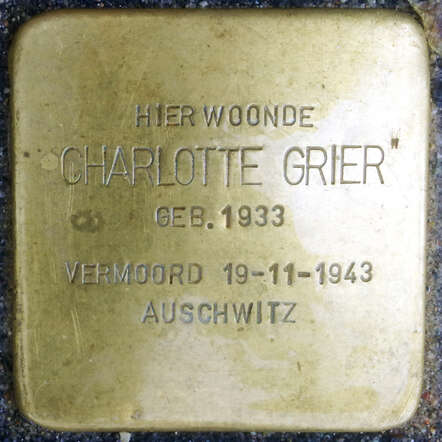 HIER WOONDE
"CHARLOTTE GRIER"
GEB. 1933
VERMOORD 19-11-1943
AUSCHWITZ